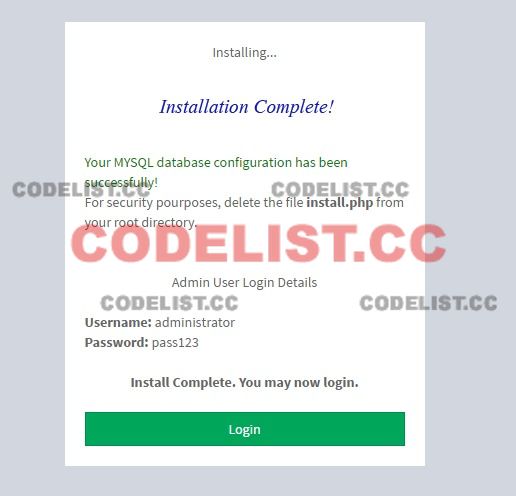 Installing...
Installation Complete!
Your MYSQL database configuration has been
successfully!
CODELIST.CC
CODELIST.CC
For security pourposes, delete the file install.php from
your root directory.
CODELIST.CC
Admin User Login Details
CODELIST.CC
CODELIST.CC
Username: administrator
Password: pass123
Install Complete. You may now login.
Login